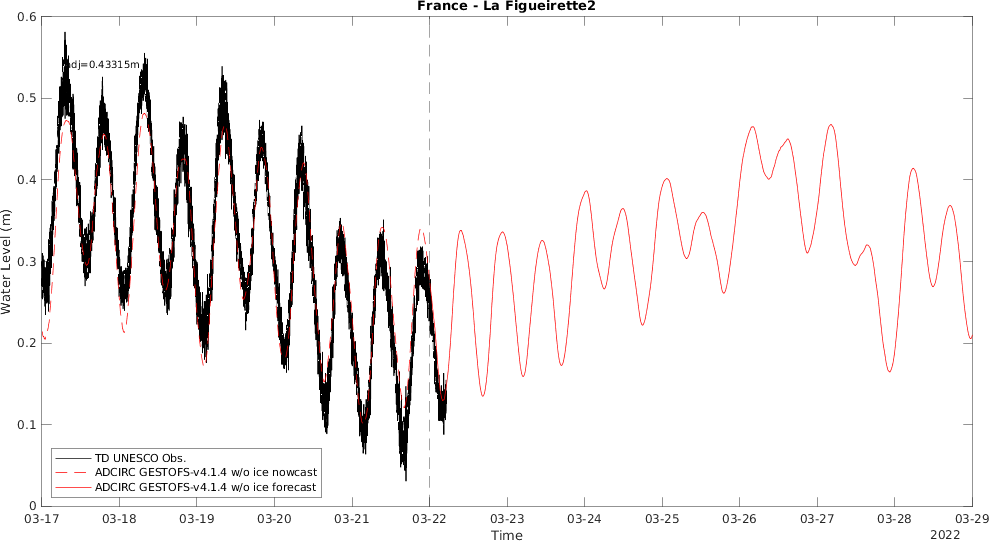 France - La Figueirette2
adj=0.43315m
Water Level (m)
0.6
0.5
0.4
0.3
0.2
0.1
0
TD UNESCO Obs.
ADCIRC GESTOFS-v4.1.4 w/o ice nowcast
ADCIRC GESTOFS-v4.1.4 w/o ice forecast
03-17 03-18 03-19 03-20 03-21 03-22 03-23 03-24 03-25 03-26 03-27 03-28 03-29
Time
2022